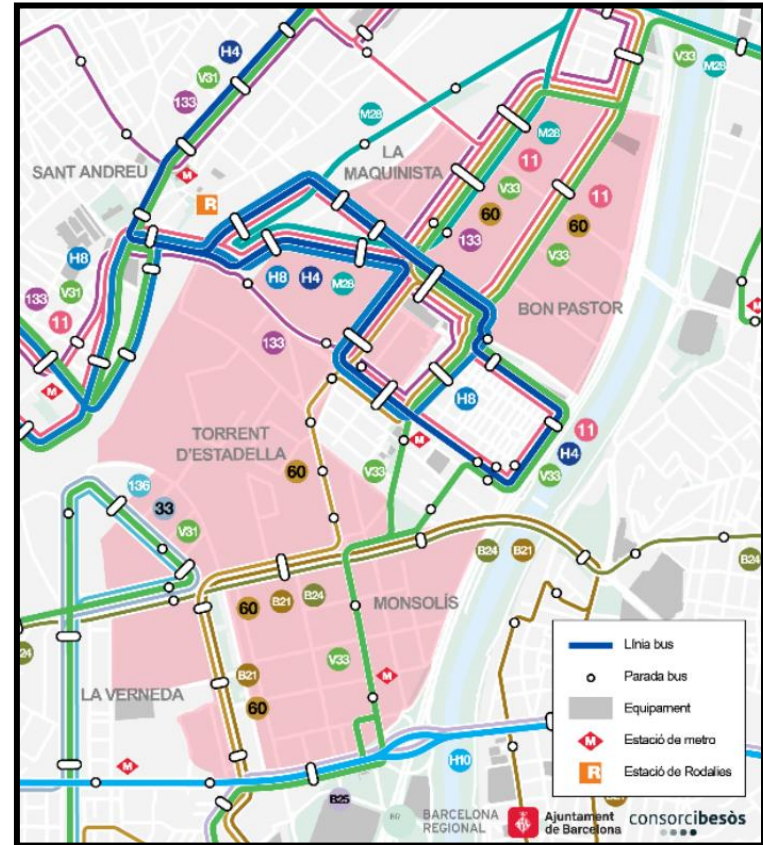 H4
V31
133
V33
M28
M28
LA
MAQUINISTA
SANT ANDREU
R
M
M28
11
V33
60
133
11
60
V33
H8
133
V31
11
H8
H4
M28
BON PASTOR
M
M
133
H8
TORRENT
D'ESTADELLA
60
V33
M
11
H4
V33
136
33
V31
B24
B21
B24
60
B21
B24
MONSOLÍS
V33
B21
60
LA VERNEDA
M
M
H10
B25
Línia bus
Parada bus
Equipament
M
Estació de metro
R
Estació de Rodalies
BR
BARCELONA
REGIONAL
Ajuntament
de Barcelona
consorcibesòs